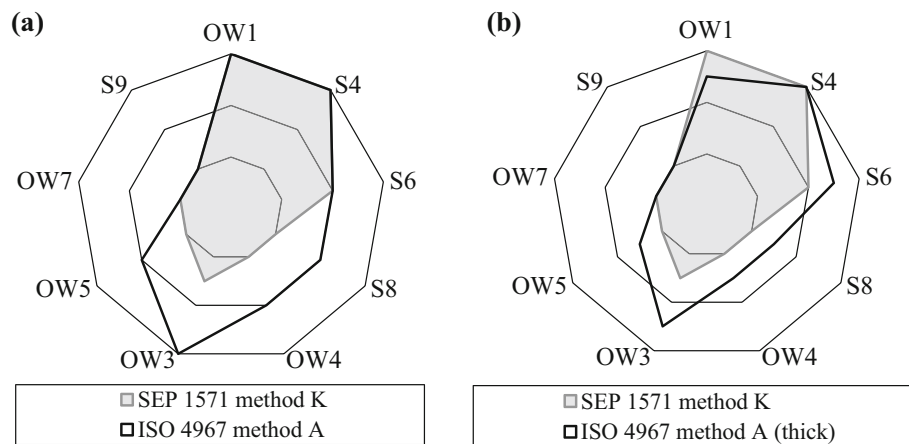 (a)
OW1
S4
S6
S8
OW4
OW3
OW5
OW7
S9
SEP 1571 method K
ISO 4967 method A
(b)
OW1
S4
S6
S8
OW4
OW3
OW5
OW7
S9
SEP 1571 method K
ISO 4967 method A (thick)